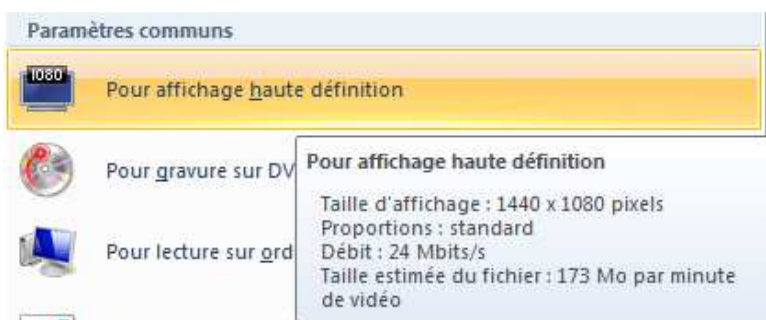 Paramètres communs
1080
Pour affichage haute définition
Pour gravure sur DV
Pour affichage haute définition
Taille d'affichage : 1440 x 1080 pixels
Proportions : standard
Pour lecture sur ord
Débit : 24 Mbits/s
Taille estimée du fichier : 173 Mo par minute
de vidéo